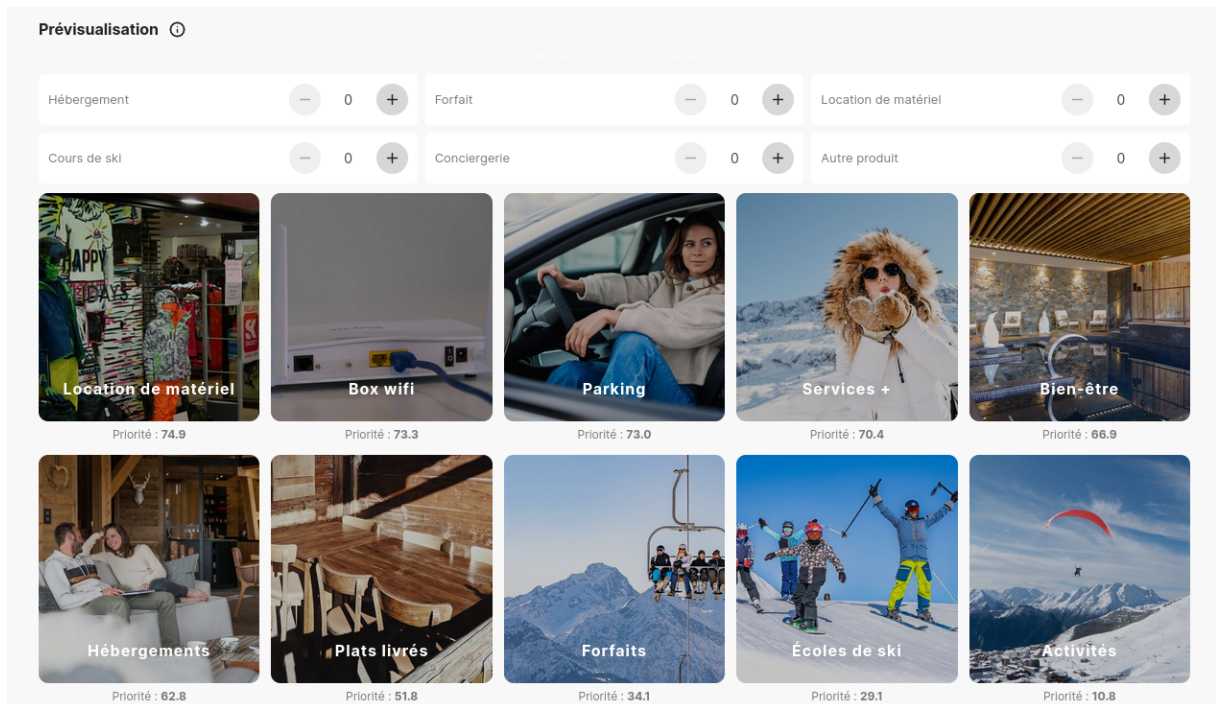 Prévisualisation
Hébergement − 0 + Forfait − 0 + Location de matériel − 0 +
Cours de ski − 0 + Conciergerie − 0 + Autre produit − 0 +
HAPPY
Location de matériel Box wifi Parking Services + Bien-être
Priorité : 74.9 Priorité : 73.3 Priorité : 73.0 Priorité : 70.4 Priorité : 66.9
Hébergements Plats livrés Forfaits Écoles de ski Activités
Priorité : 62.8 Priorité : 51.8 Priorité : 34.1 Priorité : 29.1 Priorité : 10.8